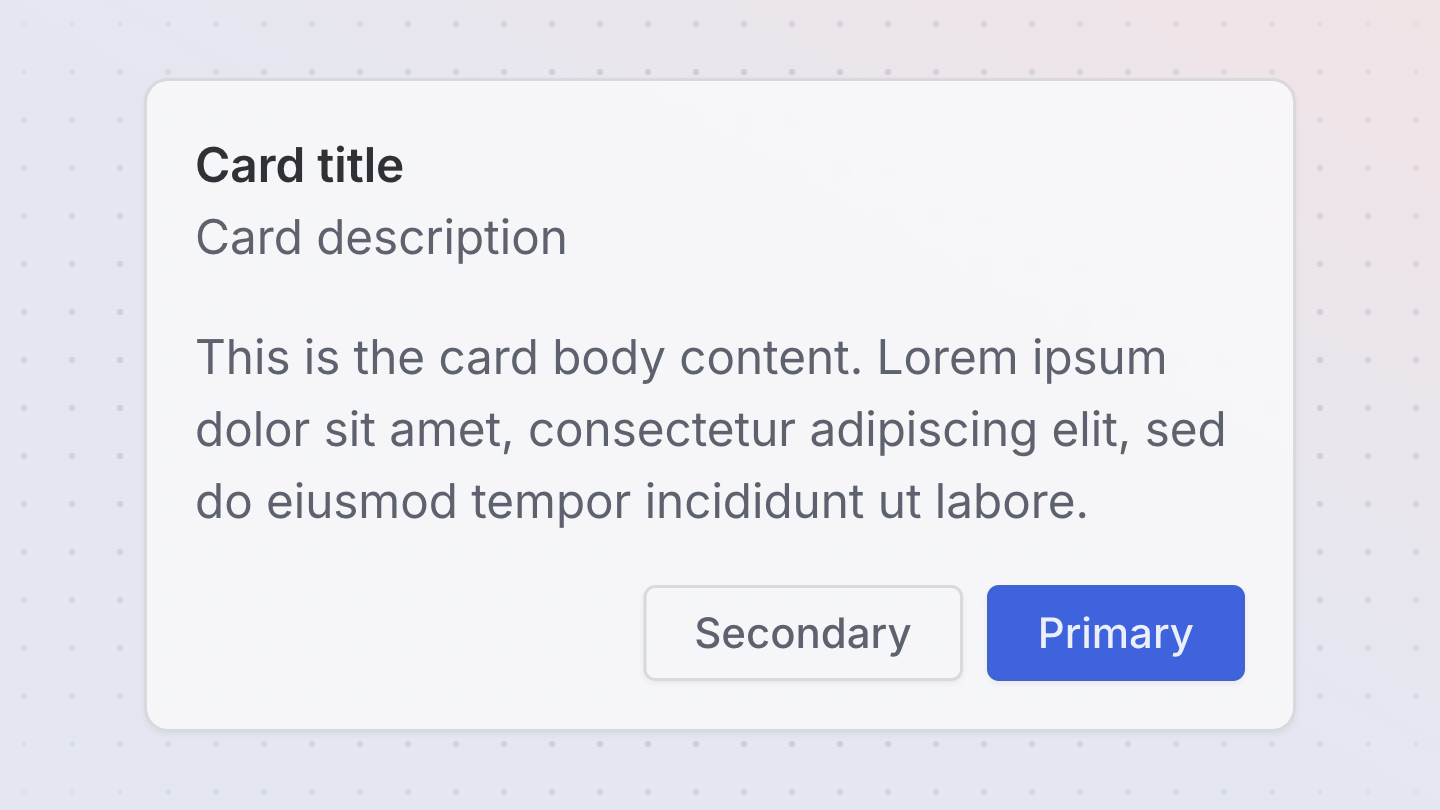 Card title
Card description
This is the card body content. Lorem ipsum
dolor sit amet, consectetur adipiscing elit, sed
do eiusmod tempor incididunt ut labore.
Secondary
Primary